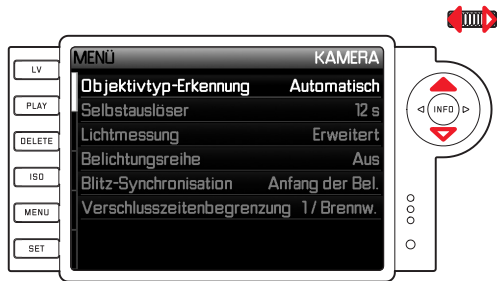 LV
PLAY
DELETE
ISO
MENU
SET
MENÜ KAMERA
Objektivtyp-Erkennung Automatisch
Selbstauslöser 12 s
Lichtmessung Erweitert
Belichtungsreihe Aus
Blitz-Synchronisation Anfang der Bel.
Verschlusszeitenbegrenzung 1/Brennw.
INFO